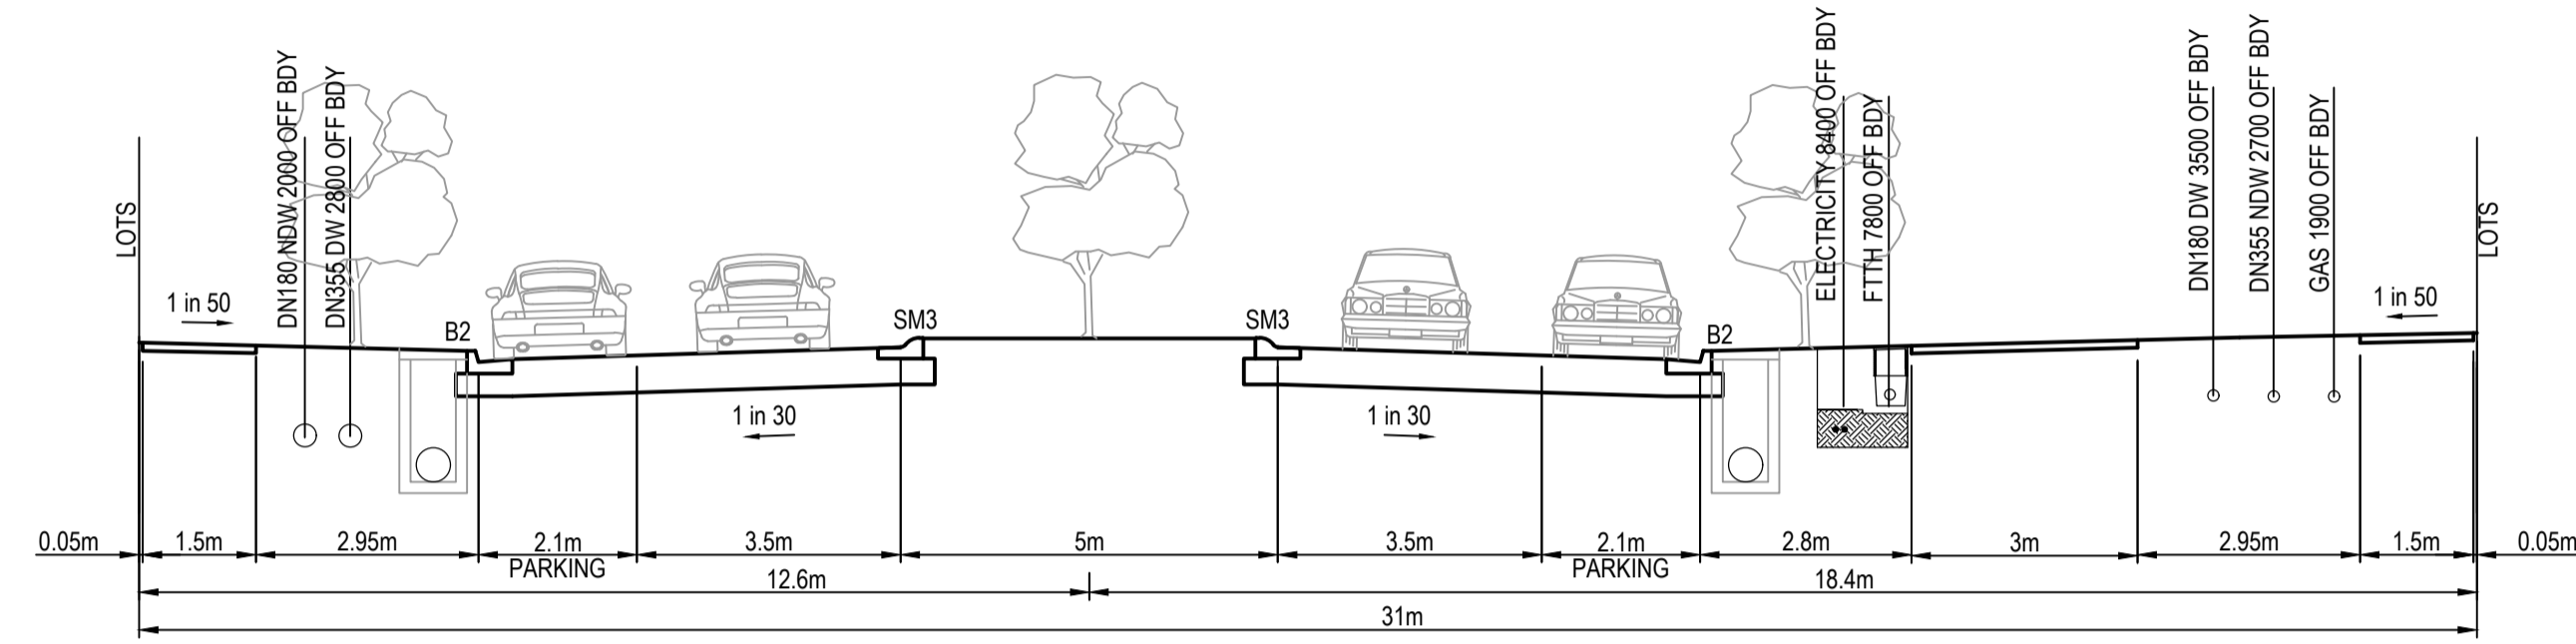 LOTS
DN180 NDW 2000 OFF BDY
DN355 DW 2800 OFF BDY
ELECTRICITY 8400 OFF BDY
FTTH 7800 OFF BDY
DN180 DW 3500 OFF BDY
DN355 NDW 2700 OFF BDY
GAS 1900 OFF BDY
LOTS
1 in 50
B2
SM3
SM3
B2
1 in 50
1 in 30
1 in 30
0.05m
1.5m
2.95m
2.1m
PARKING
3.5m
5m
3.5m
2.1m
PARKING
2.8m
3m
2.95m
1.5m
0.05m
12.6m
18.4m
31m